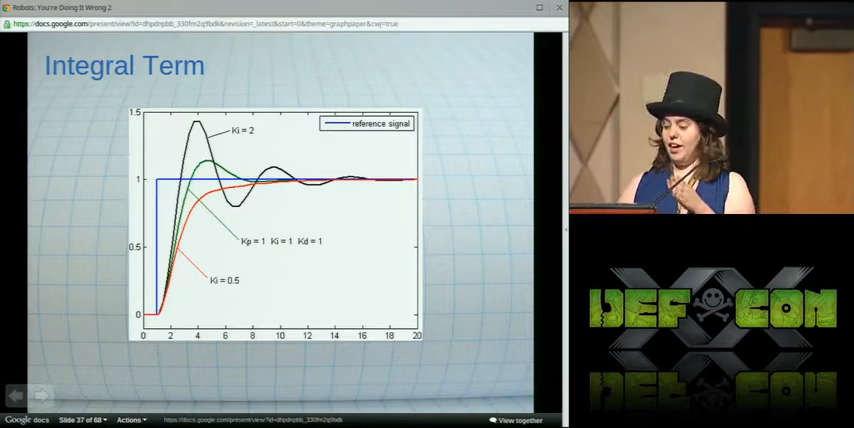 Robots: You're Doing It Wrong 2
https://docs.google.com/present/view?id=dhpdnpbb_330fm2q9bdk&revision=_latest&start=0&theme=graphpaper&cwj=true
Integral Term
1.5
Ki = 2
reference signal
1
Kp = 1 Ki = 1 Kd = 1
0.5
Ki = 0.5
0
0 2 4 6 8 10 12 14 16 18 20
DEF CON
XX
Google docs
Slide 37 of 68
Actions
https://docs.google.com/present/view?id=dhpdnpbb_330fm2q9bdk
View together